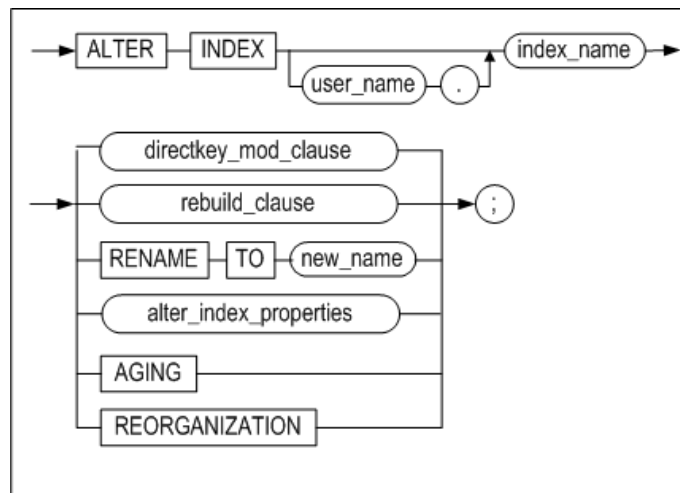 ALTER INDEX index_name
user_name .
directkey_mod_clause
rebuild_clause ;
RENAME TO new_name
alter_index_properties
AGING
REORGANIZATION